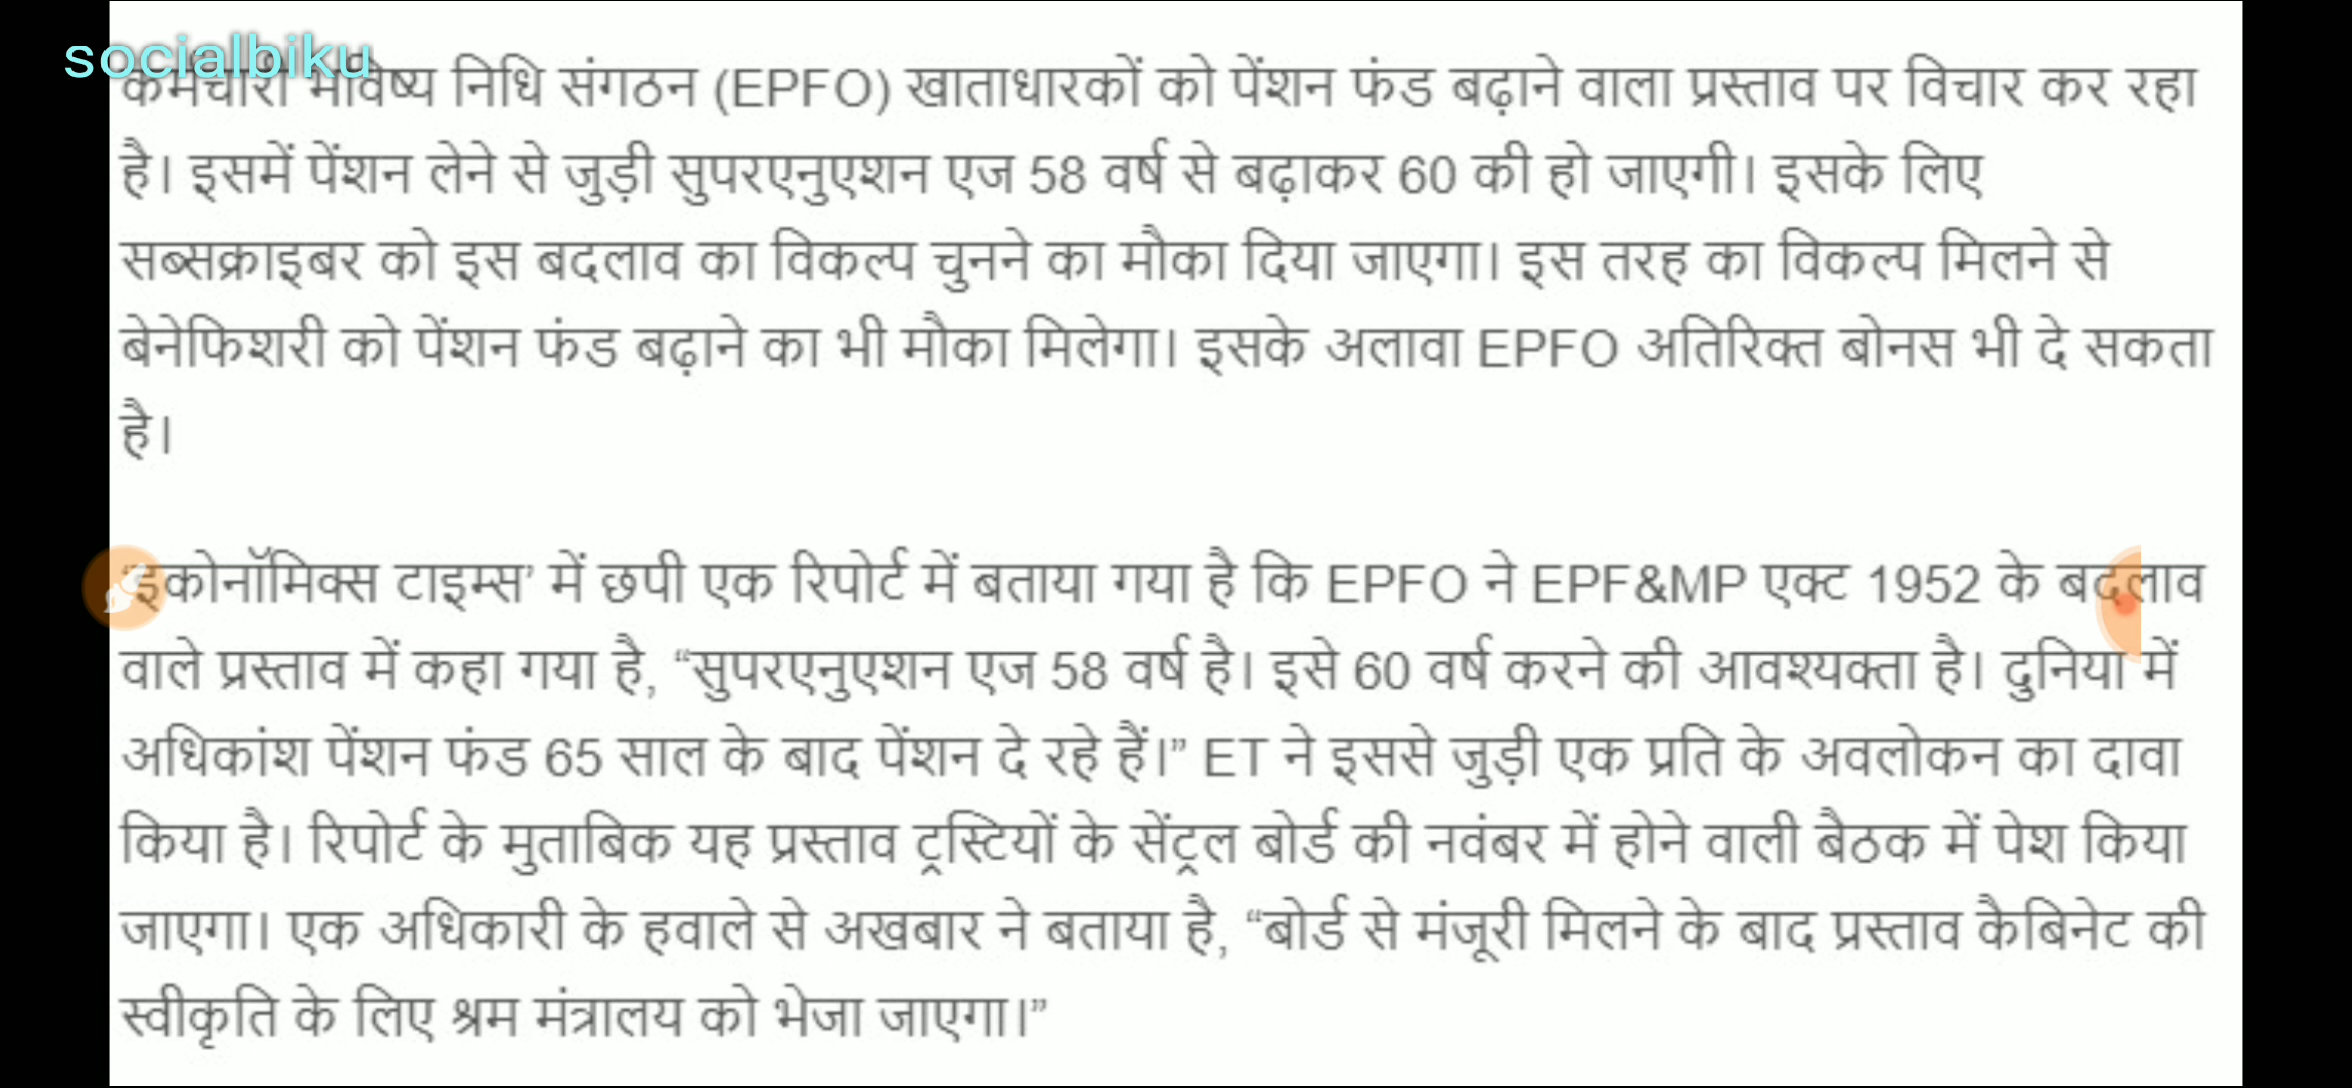 socialbiku
कर्मचारी भविष्य निधि संगठन (EPFO) खाताधारकों को पेंशन फंड बढ़ाने वाला प्रस्ताव पर विचार कर रहा
है। इसमें पेंशन लेने से जुड़ी सुपरएनुएशन एज 58 वर्ष से बढ़ाकर 60 की हो जाएगी। इसके लिए
सब्सक्राइबर को इस बदलाव का विकल्प चुनने का मौका दिया जाएगा। इस तरह का विकल्प मिलने से
बेनेफिशरी को पेंशन फंड बढ़ाने का भी मौका मिलेगा। इसके अलावा EPFO अतिरिक्त बोनस भी दे सकता
है।
‘इकोनॉमिक्स टाइम्स’ में छपी एक रिपोर्ट में बताया गया है कि EPFO ने EPF&MP एक्ट 1952 के बदलाव
वाले प्रस्ताव में कहा गया है, “सुपरएनुएशन एज 58 वर्ष है। इसे 60 वर्ष करने की आवश्यक्ता है। दुनिया में
अधिकांश पेंशन फंड 65 साल के बाद पेंशन दे रहे हैं।” ET ने इससे जुड़ी एक प्रति के अवलोकन का दावा
किया है। रिपोर्ट के मुताबिक यह प्रस्ताव ट्रस्टियों के सेंट्रल बोर्ड की नवंबर में होने वाली बैठक में पेश किया
जाएगा। एक अधिकारी के हवाले से अखबार ने बताया है, “बोर्ड से मंजूरी मिलने के बाद प्रस्ताव कैबिनेट की
स्वीकृति के लिए श्रम मंत्रालय को भेजा जाएगा।”